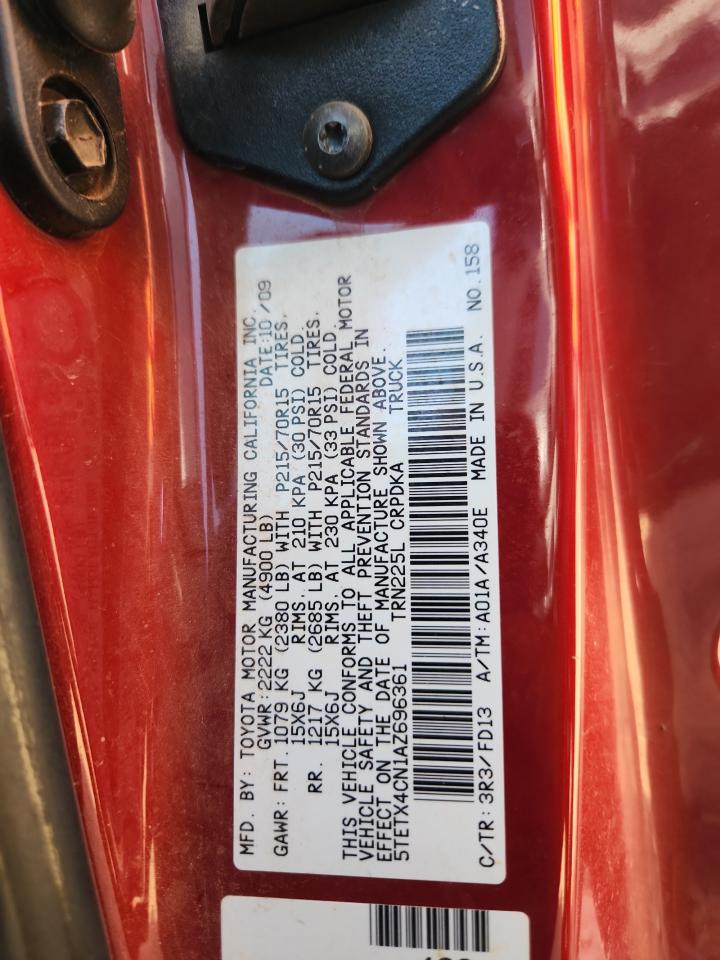 MFD. BY: TOYOTA MOTOR MANUFACTURING CALIFORNIA INC.
GVWR:2222KG (4900 LB) DATE:10/09
GAWR: FRT. 1079 KG (2380 LB) WITH P215/70R15 TIRES,
15X6J RIMS, AT 210 KPA (30 PSI) COLD.
RR. 1217 KG (2685 LB) WITH P215/70R15 TIRES.
15X6J RIMS, AT 230 KPA (33 PSI) COLD.
THIS VEHICLE CONFORMS TO ALL APPLICABLE FEDERAL MOTOR
VEHICLE SAFETY AND THEFT PREVENTION STANDARDS IN
EFFECT ON THE DATE OF MANUFACTURE SHOWN ABOVE.
5TETX4CN1AZ696361 TRN225L CRPDKA TRUCK
C/TR: 3R3/FD13 A/TM: A01A/A340E MADE IN U.S.A. NO.158